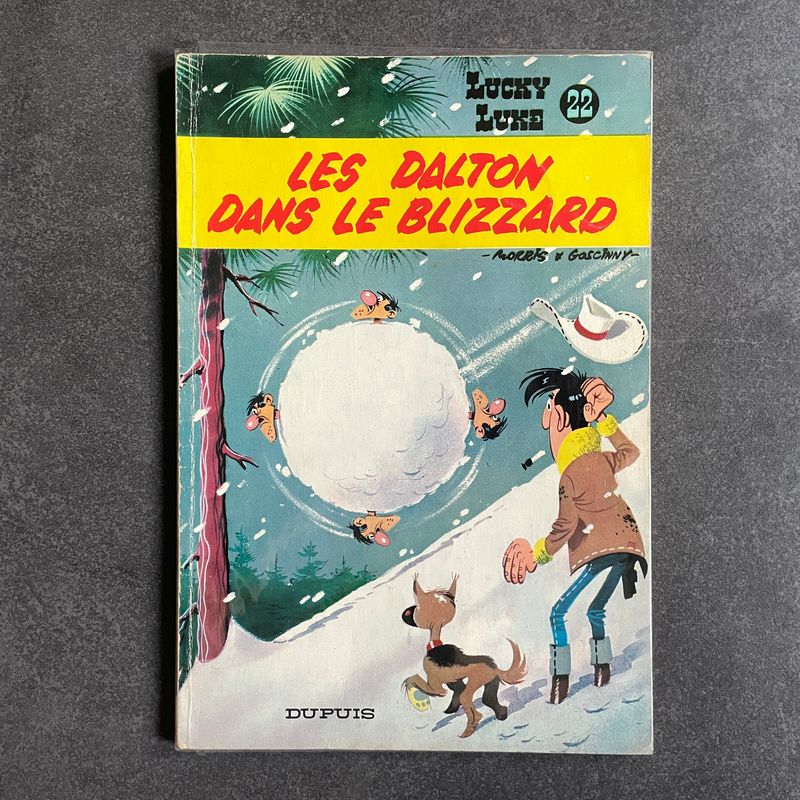 LUCKY
LUKE 22
LES DALTON
DANS LE BLIZZARD
-MORRIS & GOSCINNY-
DUPUIS